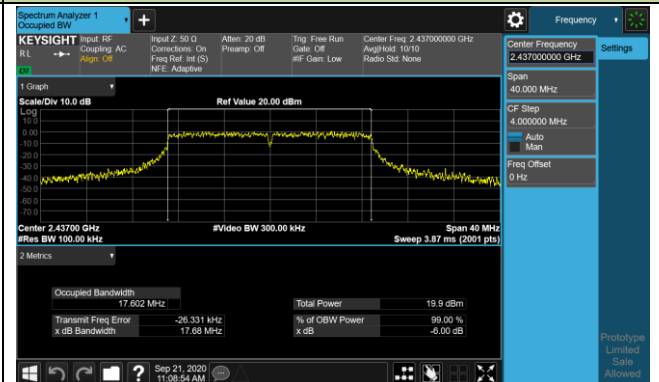 Spectrum Analyzer 1
Occupied BW
Frequency
KEYSIGHT
RL
Input: RF
Coupling: AC
Align: Off
Input Z: 50 Ω
Corrections: On
Freq Ref: Int (S)
NFE: Adaptive
Atten: 20 dB
Preamp: Off
Trig: Free Run
Gate: Off
#IF Gain: Low
Center Freq: 2.437000000 GHz
Avg|Hold: 10/10
Radio Std: None
Center Frequency
2.437000000 GHz
Settings
Span
40.000 MHz
CF Step
4.000000 MHz
Auto
Man
Freq Offset
0 Hz
1 Graph
Scale/Div 10.0 dB
Ref Value 20.00 dBm
Log
10.0
0.00
-10.0
-20.0
-30.0
-40.0
-50.0
-60.0
-70.0
Center 2.43700 GHz
#Video BW 300.00 kHz
Span 40 MHz
#Res BW 100.00 kHz
Sweep 3.87 ms (2001 pts)
2 Metrics
Occupied Bandwidth
17.602 MHz
Total Power 19.9 dBm
Transmit Freq Error -26.331 kHz
% of OBW Power 99.00 %
x dB Bandwidth 17.68 MHz
x dB -6.00 dB
Prototype
Limited
Sale
Allowed
Sep 21, 2020
11:08:54 AM